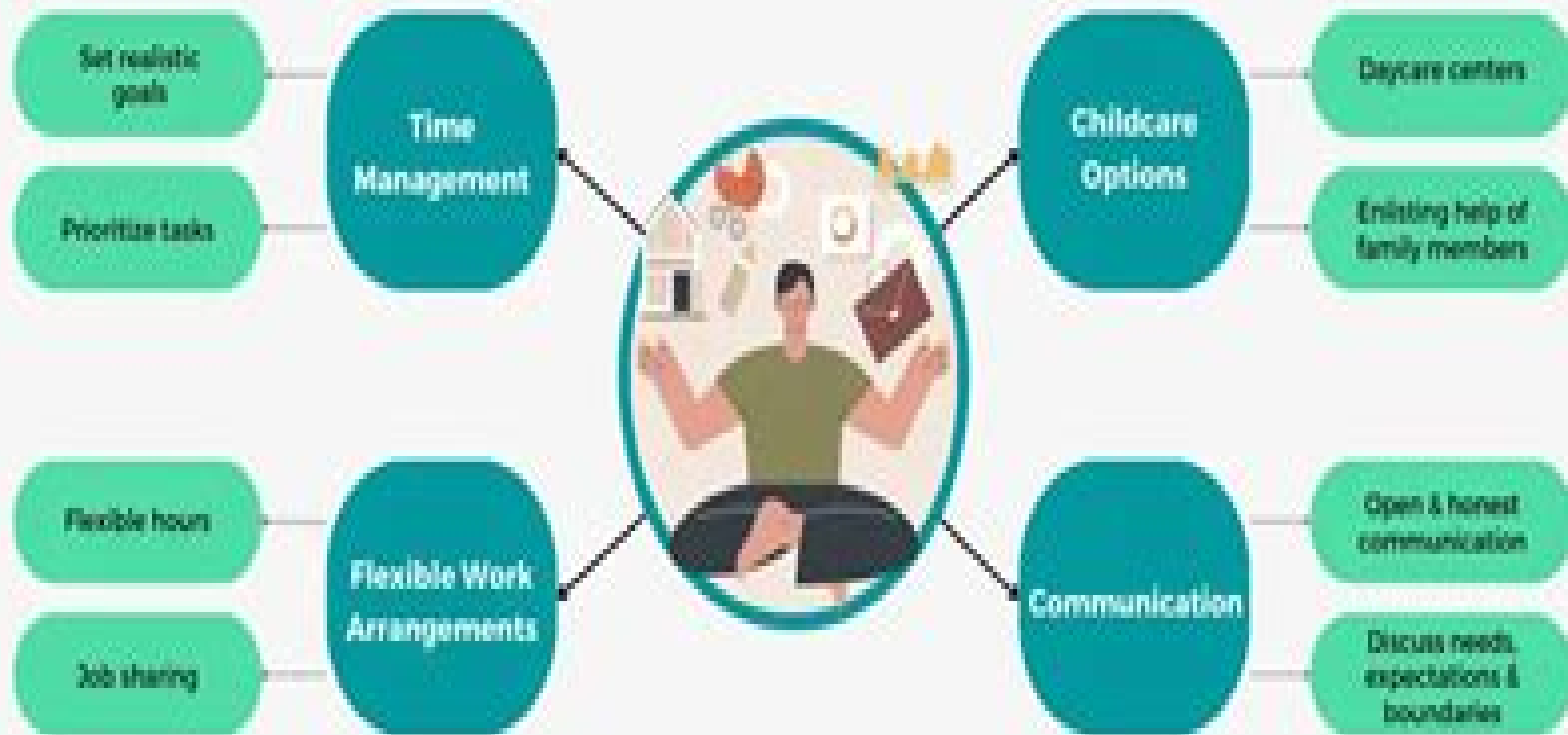 Set realistic
goals
Prioritize tasks
Time
Management
Childcare
Options
Daycare centers
Enlisting help of
family members
Flexible hours
Job sharing
Flexible Work
Arrangements
Communication
Open & honest
communication
Discuss needs,
expectations &
boundaries